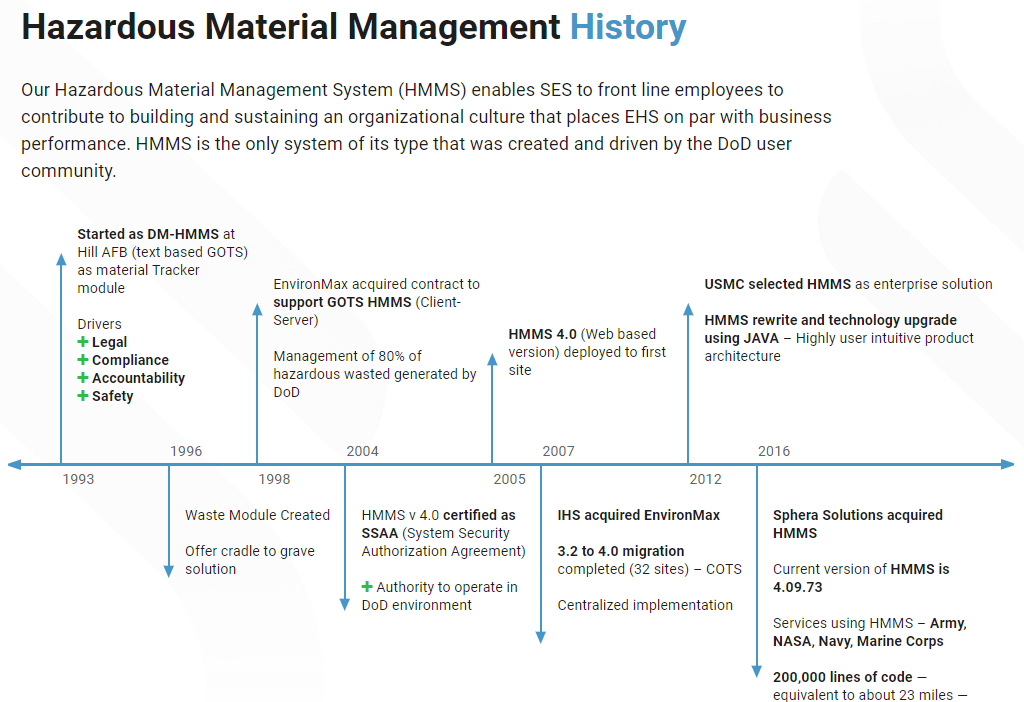 Hazardous Material Management History
Our Hazardous Material Management System (HMMS) enables SES to front line employees to
contribute to building and sustaining an organizational culture that places EHS on par with business
performance. HMMS is the only system of its type that was created and driven by the DoD user
community.
Started as DM-HMMS at
Hill AFB (text based GOTS)
as material Tracker
module
Drivers
+ Legal
+ Compliance
+ Accountability
+ Safety
EnvironMax acquired contract to
support GOTS HMMS (Client-
Server)
Management of 80% of
hazardous wasted generated by
DoD
HMMS 4.0 (Web based
version) deployed to first
site
USMC selected HMMS as enterprise solution
HMMS rewrite and technology upgrade
using JAVA – Highly user intuitive product
architecture
1996
2004
2007
2016
1993
1998
2005
2012
Waste Module Created
Offer cradle to grave
solution
HMMS v 4.0 certified as
SSAA (System Security
Authorization Agreement)
+ Authority to operate in
DoD environment
IHS acquired EnvironMax
3.2 to 4.0 migration
completed (32 sites) – COTS
Centralized implementation
Sphera Solutions acquired
HMMS
Current version of HMMS is
4.09.73
Services using HMMS – Army,
NASA, Navy, Marine Corps
200,000 lines of code —
equivalent to about 23 miles —